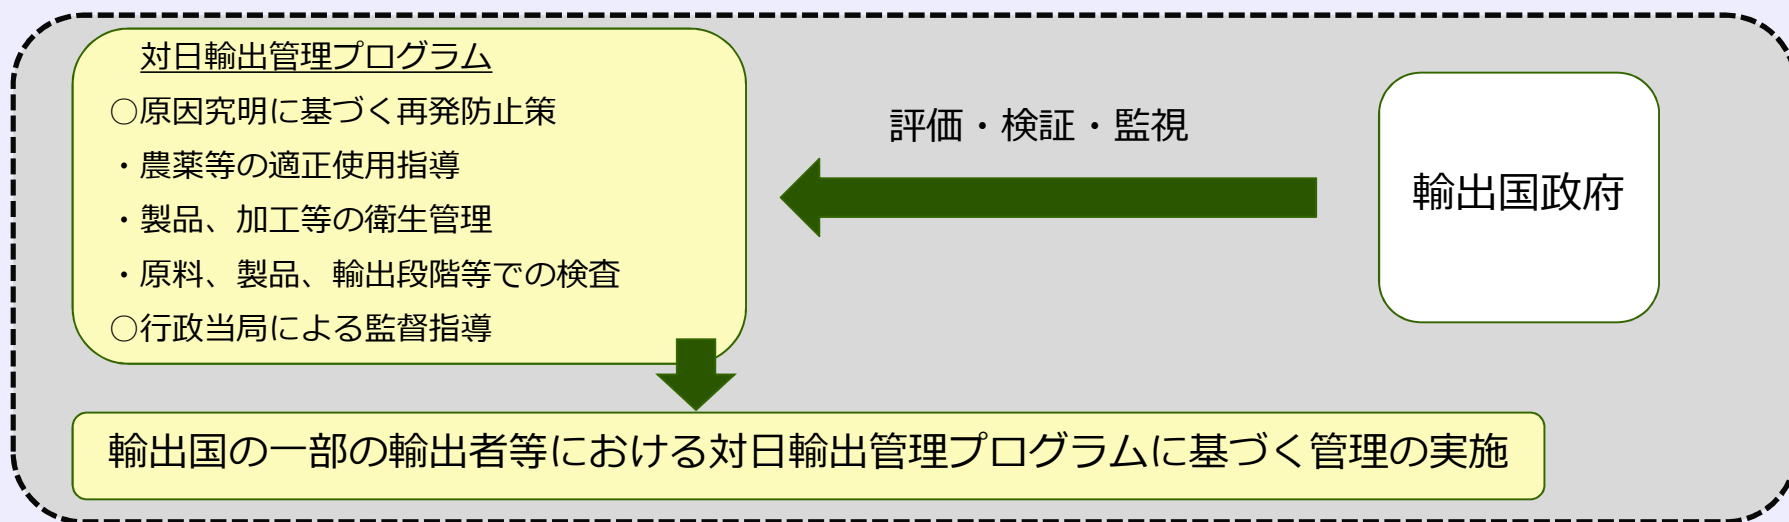 対日輸出管理プログラム
○原因究明に基づく再発防止策
・農薬等の適正使用指導
・製品、加工等の衛生管理
・原料、製品、輸出段階等での検査
○行政当局による監督指導
評価・検証・監視
輸出国政府
輸出国の一部の輸出者等における対日輸出管理プログラムに基づく管理の実施